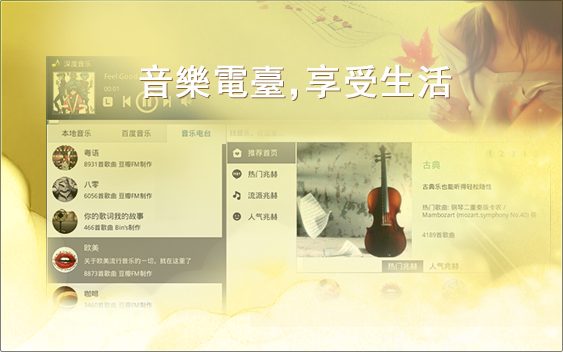 深度音乐
Feel Good
00:01
音樂電臺,享受生活
本地音乐
百度音乐
音乐电台
粤语
8931首歌曲 豆瓣FM制作
八零
6056首歌曲 豆瓣FM制作
你的歌词我的故事
466首歌曲 Bin's制作
欧美
关于欧美流行音乐的一切，就在这里了
8873首歌曲 豆瓣FM制作
咖啡
推荐首页
热门兆赫
流派兆赫
人气兆赫
古典
古典乐也能听得轻松随性
热门歌曲: 钢琴二重奏版卡农 /
Mambozart (mozart.symphony No.40)
4189首歌曲
热门兆赫
人气兆赫